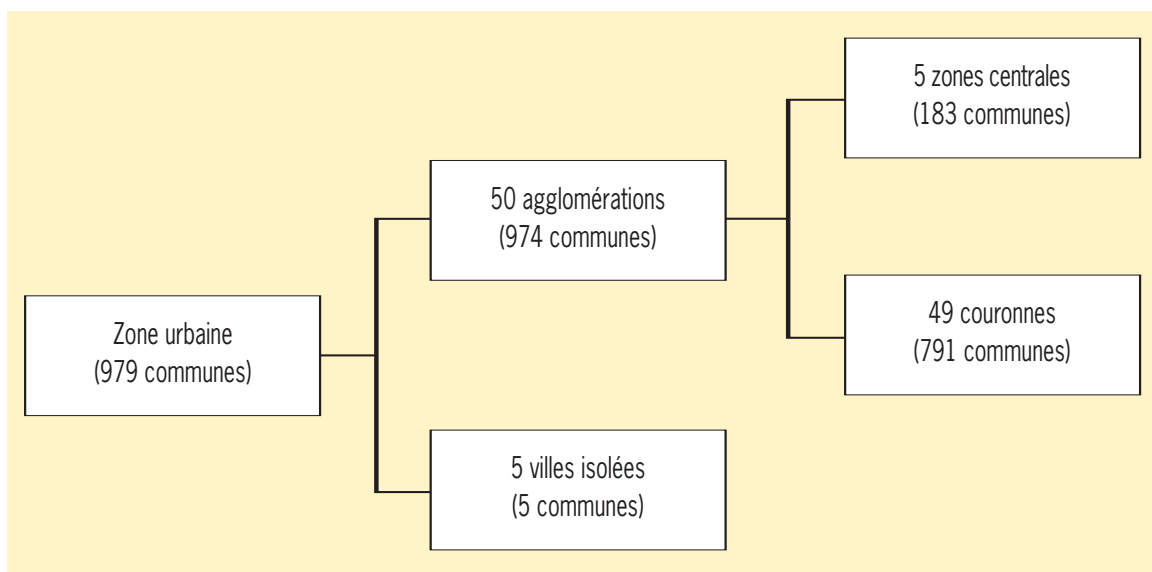 5 zones centrales
(183 communes)
50 agglomérations
(974 communes)
49 couronnes
(791 communes)
Zone urbaine
(979 communes)
5 villes isolées
(5 communes)